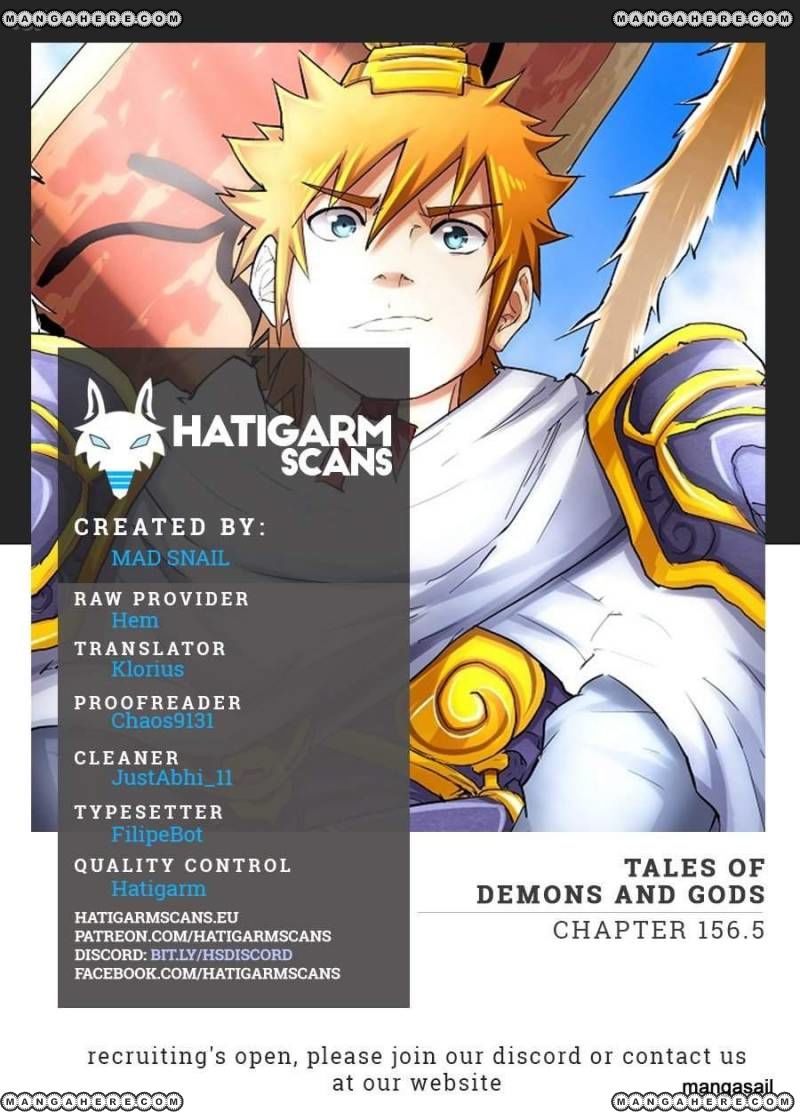 MANGAHERE.COM
MANGAHERE.COM
HATIGARM
SCANS
CREATED BY:
MAD SNAIL
RAW PROVIDER
Hem
TRANSLATOR
Klorius
PROOFREADER
Chaos9131
CLEANER
JustAbhi_11
TYPESETTER
FilipeBot
QUALITY CONTROL
Hatigarm
HATIGARMSCANS.EU
PATREON.COM/HATIGARMSCANS
DISCORD: BIT.LY/HSDISCORD
FACEBOOK.COM/HATIGARMSCANS
TALES OF
DEMONS AND GODS
CHAPTER 156.5
recruiting's open, please join our discord or contact us
at our website
mangasail
MANGAHERE.COM
MANGAHERE.COM